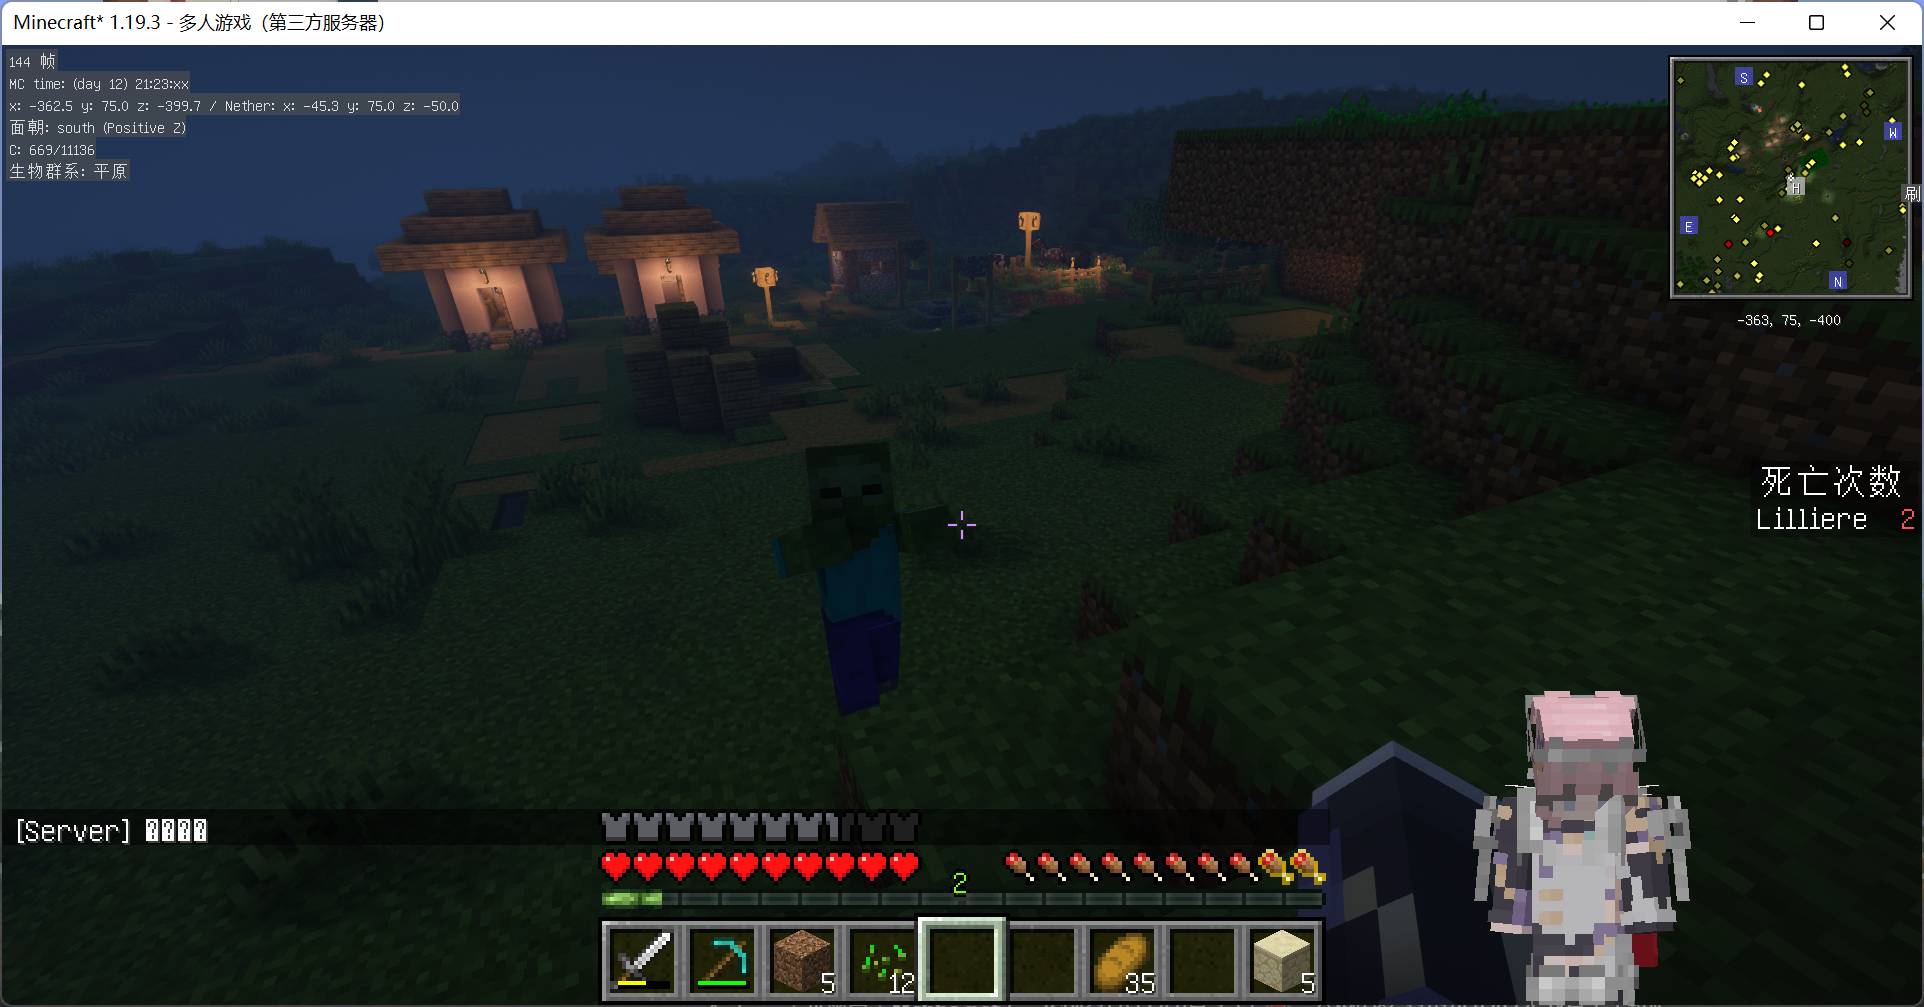 Minecraft* 1.19.3 - 多人游戏（第三方服务器）
144 帧
MC time: (day 12) 21:23:xx
x: -362.5 y: 75.0 z: -399.7 / Nether: x: -45.3 y: 75.0 z: -50.0
面朝: south (Positive Z)
C: 669/11136
生物群系: 平原
S
W
H
刷
E
N
-363, 75, -400
死亡次数
Lilliere 2
[Server]
2
5
12
35
5